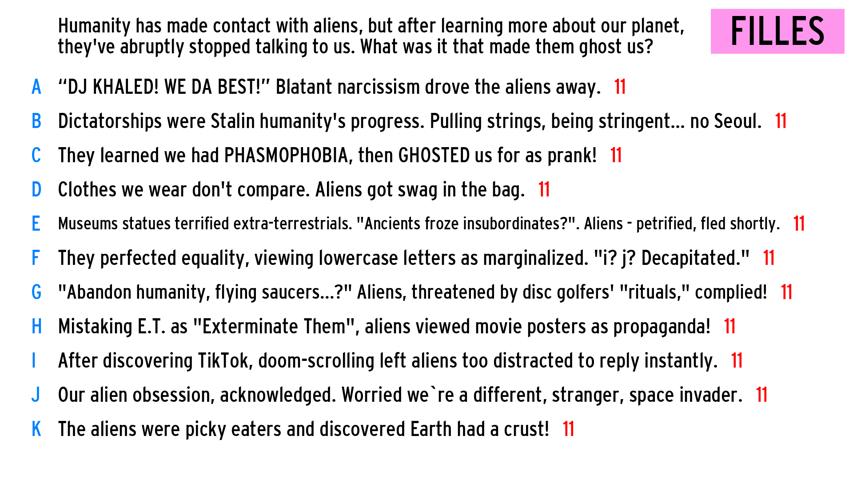 Humanity has made contact with aliens, but after learning more about our planet,
they've abruptly stopped talking to us. What was it that made them ghost us?
FILLES
A “DJ KHALED! WE DA BEST!” Blatant narcissism drove the aliens away. 11
B Dictatorships were Stalin humanity's progress. Pulling strings, being stringent... no Seoul. 11
C They learned we had PHASMOPHOBIA, then GHOSTED us for as prank! 11
D Clothes we wear don't compare. Aliens got swag in the bag. 11
E Museums statues terrified extra-terrestrials. "Ancients froze insubordinates?". Aliens - petrified, fled shortly. 11
F They perfected equality, viewing lowercase letters as marginalized. "i? j? Decapitated." 11
G "Abandon humanity, flying saucers...?" Aliens, threatened by disc golfers' "rituals," complied! 11
H Mistaking E.T. as "Exterminate Them", aliens viewed movie posters as propaganda! 11
I After discovering TikTok, doom-scrolling left aliens too distracted to reply instantly. 11
J Our alien obsession, acknowledged. Worried we`re a different, stranger, space invader. 11
K The aliens were picky eaters and discovered Earth had a crust! 11